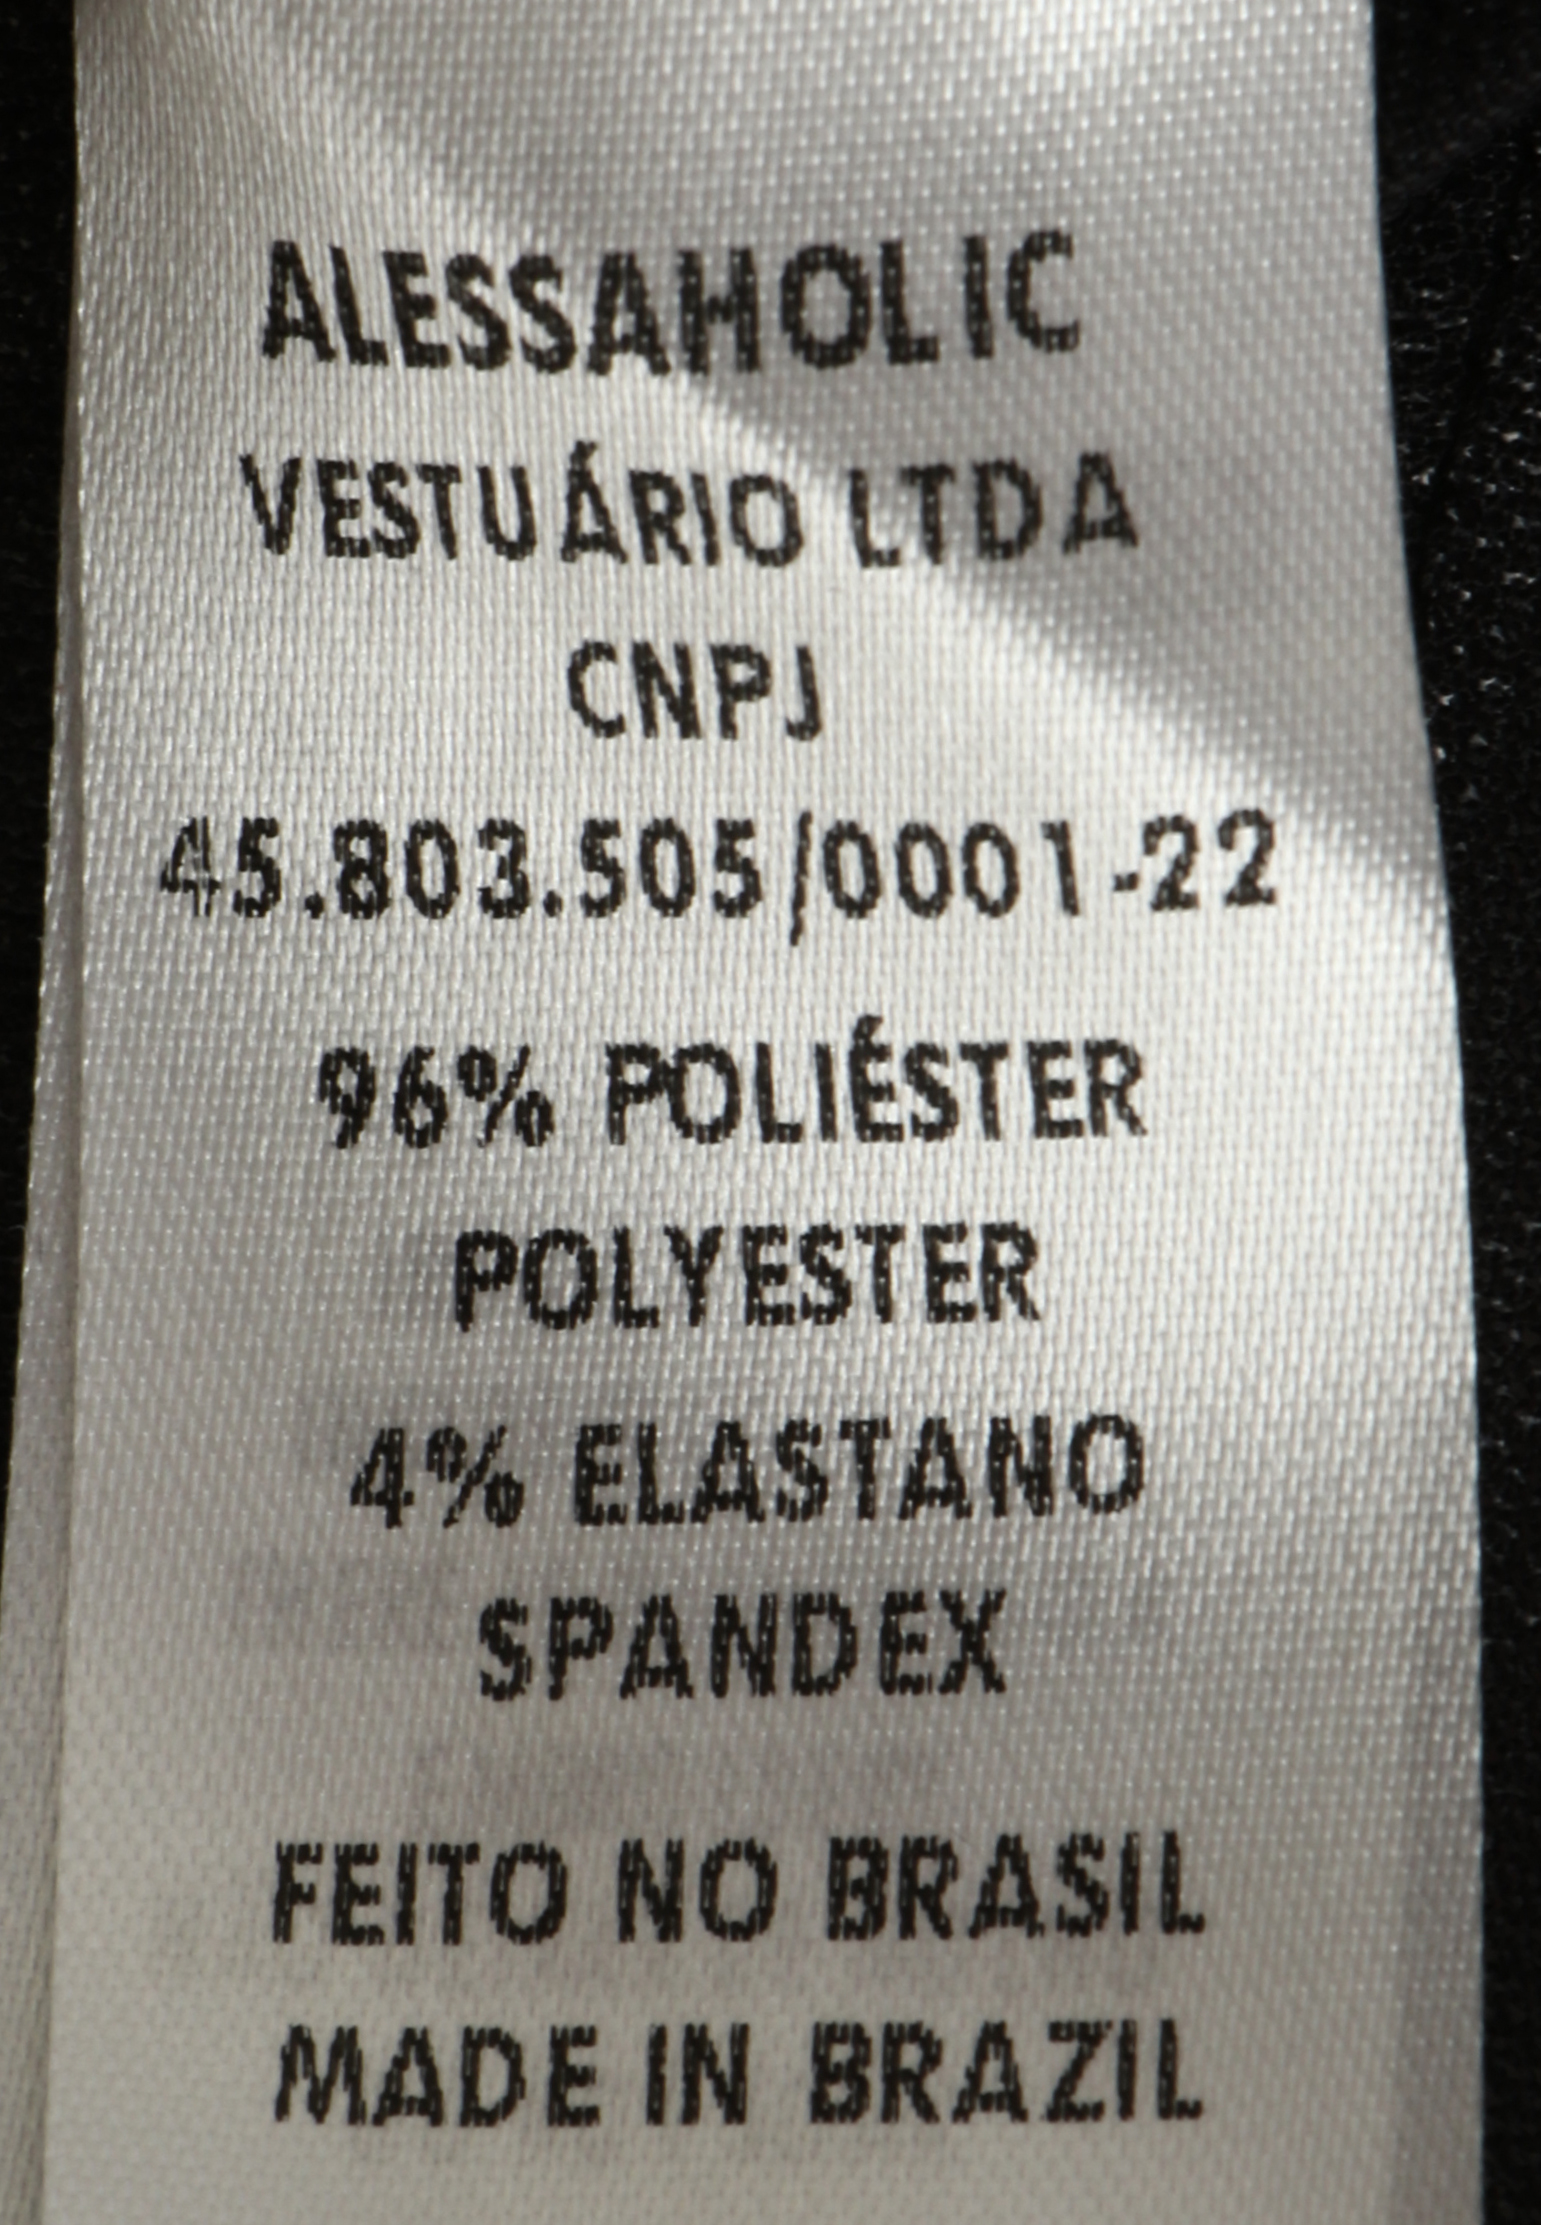 ALESSAHOLIC
VESTUÁRIO LTDA
CNPJ
45.803.505/0001-22
96% POLIÉSTER
POLYESTER
4% ELASTANO
SPANDEX
FEITO NO BRASIL
MADE IN BRAZIL